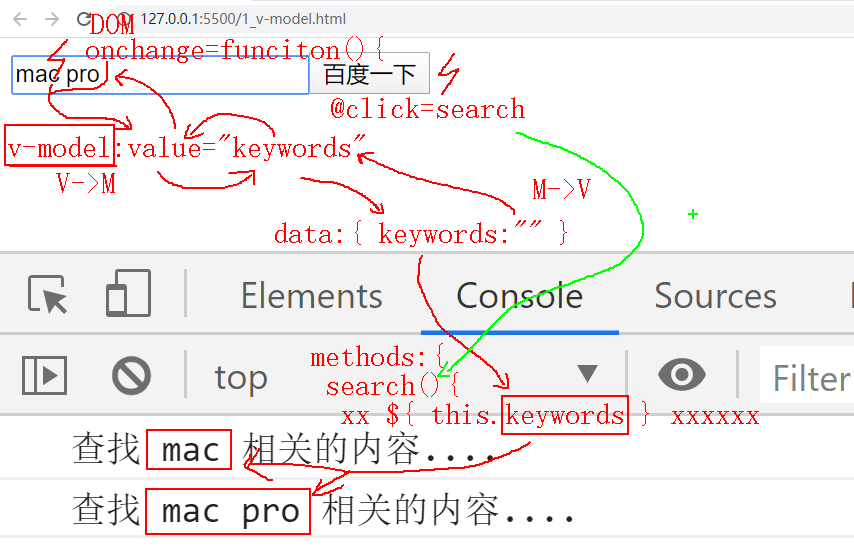 127.0.0.1:5500/1_v-model.html
DOM
onchange=funciton(){
mac pro 百度一下
@click=search
v-model:value="keywords"
V->M
M->V
data:{ keywords:"" }
Elements Console Sources
methods:{
top Filter
search(){
xx ${ this.keywords } xxxxxx
查找 mac 相关的内容....
查找 mac pro 相关的内容....